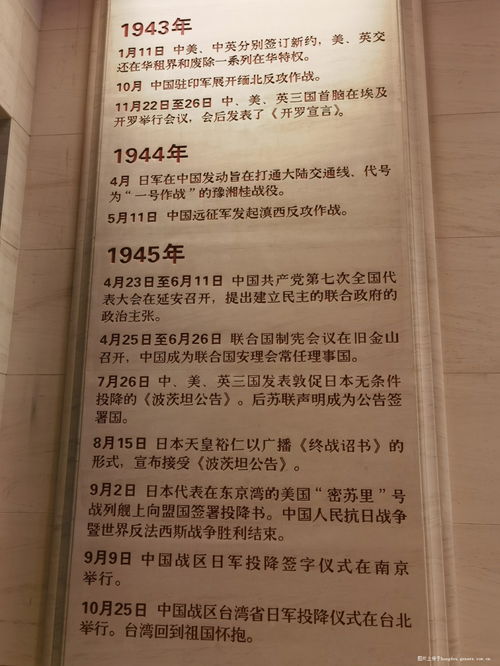 1943年
1月11日 中美、中英分别签订新约，美、英交
还在华租界和废除一系列在华特权。
10月 中国驻印军展开缅北反攻作战。
11月22日至26日 中、美、英三国首脑在埃及
开罗举行会议，会后发表了《开罗宣言》。
1944年
4月 日军在中国发动旨在打通大陆交通线、代号
为“一号作战”的豫湘桂战役。
5月11日 中国远征军发起滇西反攻作战。
1945年
4月23日至6月11日 中国共产党第七次全国代
表大会在延安召开，提出建立民主的联合政府的
政治主张。
4月25日至6月26日 联合国制宪会议在旧金山
召开，中国成为联合国安理会常任理事国。
7月26日 中、美、英三国发表敦促日本无条件
投降的《波茨坦公告》。后苏联声明成为公告签
署国。
8月15日 日本天皇裕仁以广播《终战诏书》的
形式，宣布接受《波茨坦公告》。
9月2日 日本代表在东京湾的美国“密苏里”号
战列舰上向盟国签署投降书。中国人民抗日战争
暨世界反法西斯战争胜利结束。
9月9日 中国战区日军投降签字仪式在南京
举行。
10月25日 中国战区台湾省日军投降仪式在台北
举行。台湾回到祖国怀抱。